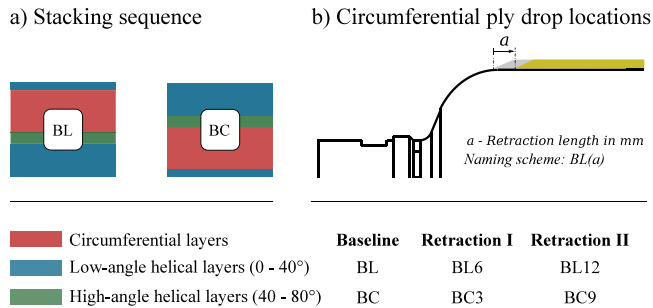 a) Stacking sequence
b) Circumferential ply drop locations
a
BL
BC
a - Retraction length in mm
Naming scheme: BL(a)
Circumferential layers
Low-angle helical layers (0 - 40°)
High-angle helical layers (40 - 80°)
Baseline Retraction I Retraction II
BL BL6 BL12
BC BC3 BC9